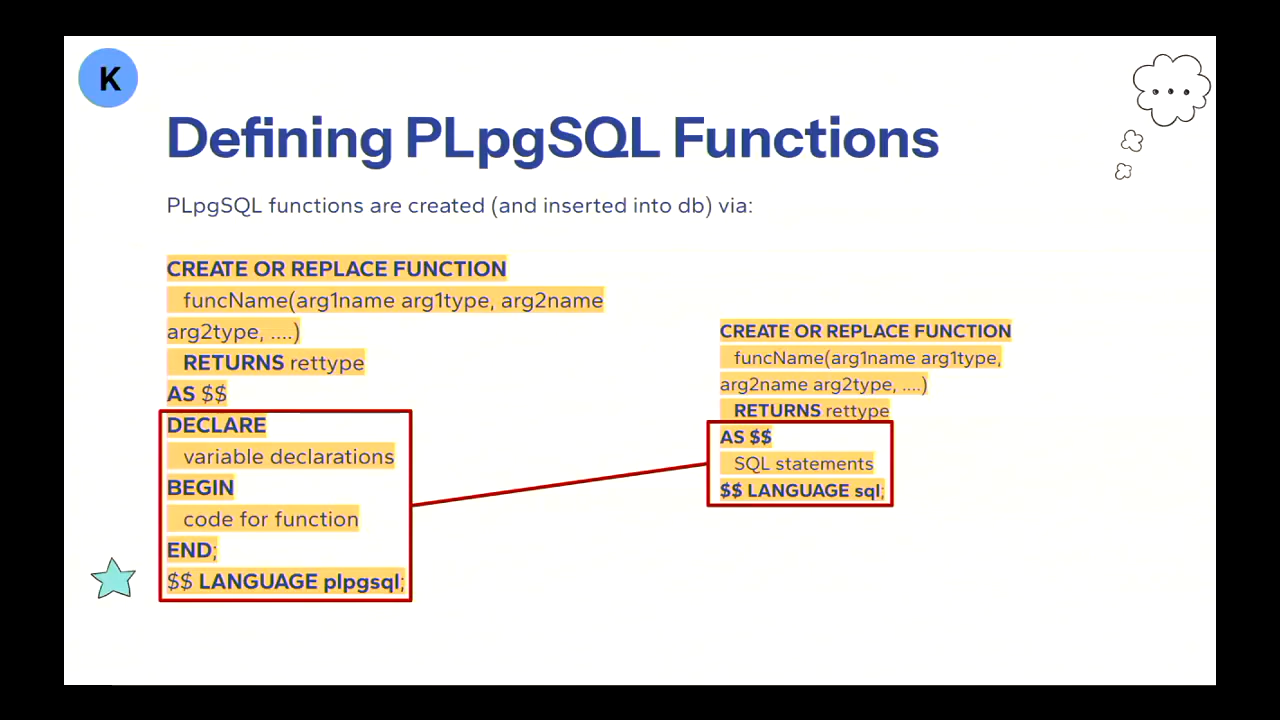 K
Defining PLpgSQL Functions
PLpgSQL functions are created (and inserted into db) via:
CREATE OR REPLACE FUNCTION
funcName(arg1name arg1type, arg2name
arg2type, ....)
RETURNS rettype
AS $$
DECLARE
variable declarations
BEGIN
code for function
END;
$$ LANGUAGE plpgsql;
CREATE OR REPLACE FUNCTION
funcName(arg1name arg1type,
arg2name arg2type, ....)
RETURNS rettype
AS $$
SQL statements
$$ LANGUAGE sql;